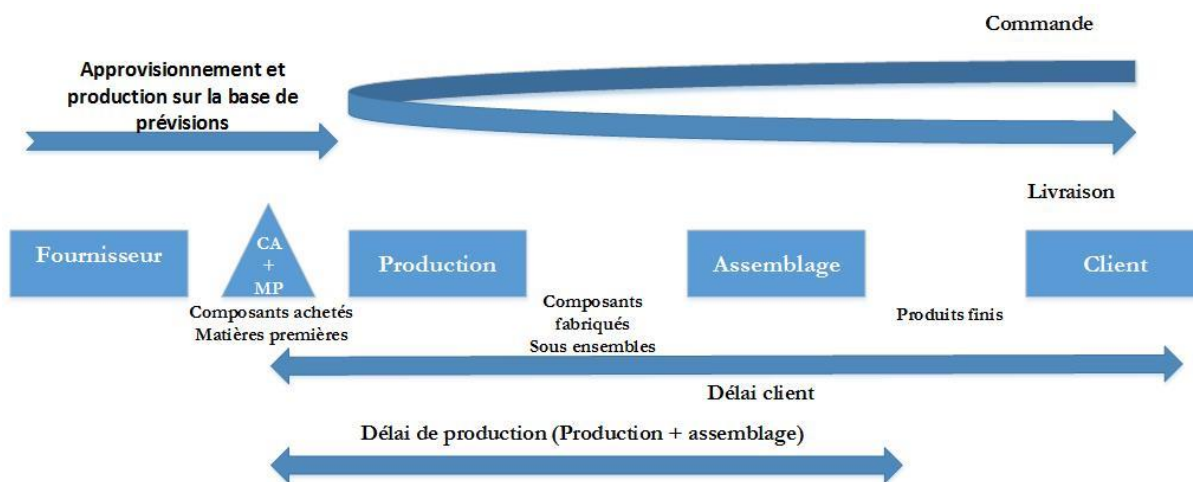 Commande
Approvisionnement et
production sur la base de
prévisions
Livraison
Fournisseur
CA
+
MP
Production
Assemblage
Client
Composants achetés
Matières premières
Composants
fabriqués
Sous ensembles
Produits finis
Délai client
Délai de production (Production + assemblage)